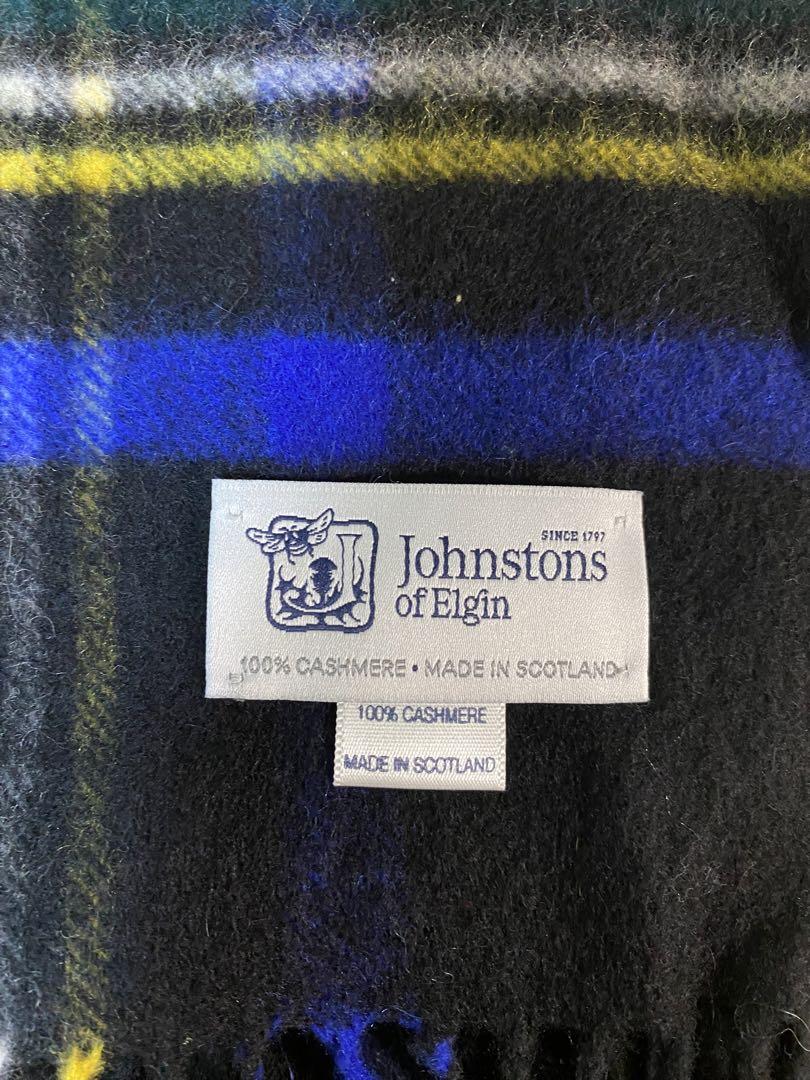 SINCE 1797
Johnstons
of Elgin
100% CASHMERE • MADE IN SCOTLAND
100% CASHMERE
MADE IN SCOTLAND